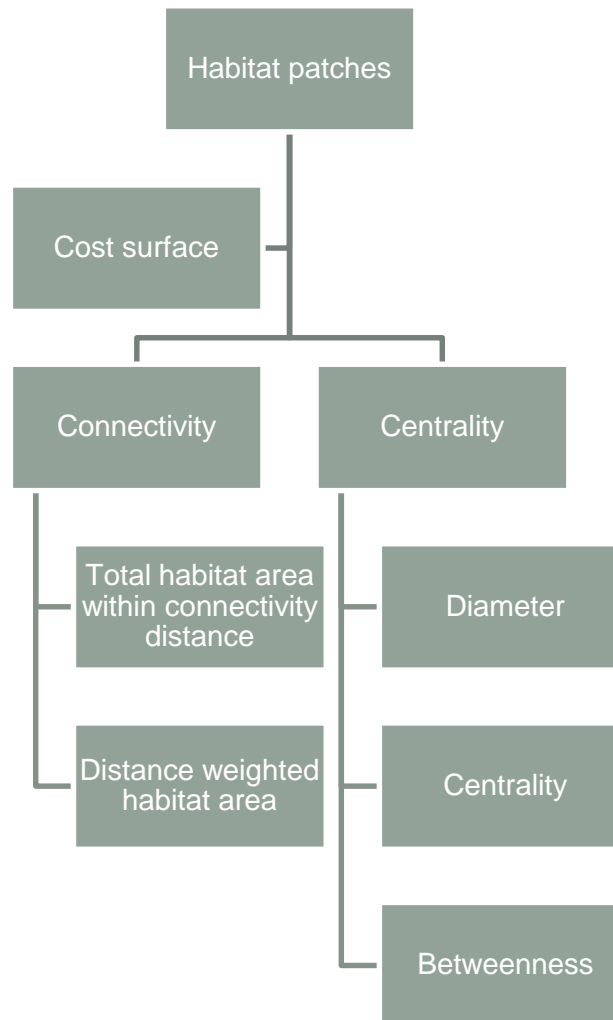 Habitat patches
Cost surface
Connectivity
Centrality
Total habitat area
within connectivity
distance
Diameter
Distance weighted
habitat area
Centrality
Betweenness